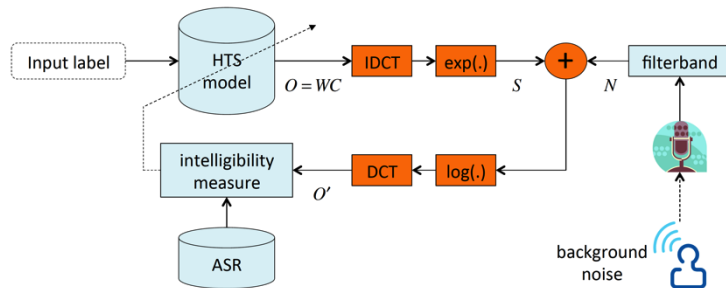 Input label
HTS
model
O = WC
IDCT
exp(.)
S
+
N
filterband
intelligibility
measure
O'
DCT
log(.)
ASR
background
noise